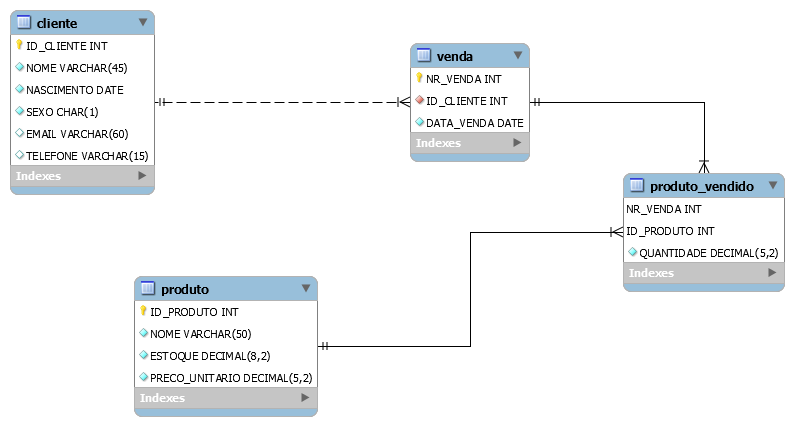 cliente
ID_CLIENTE INT
NOME VARCHAR(45)
NASCIMENTO DATE
SEXO CHAR(1)
EMAIL VARCHAR(60)
TELEFONE VARCHAR(15)
Indexes
venda
NR_VENDA INT
ID_CLIENTE INT
DATA_VENDA DATE
Indexes
produto_vendido
NR_VENDA INT
ID_PRODUTO INT
QUANTIDADE DECIMAL(5,2)
Indexes
produto
ID_PRODUTO INT
NOME VARCHAR(50)
ESTOQUE DECIMAL(8,2)
PRECO_UNITARIO DECIMAL(5,2)
Indexes